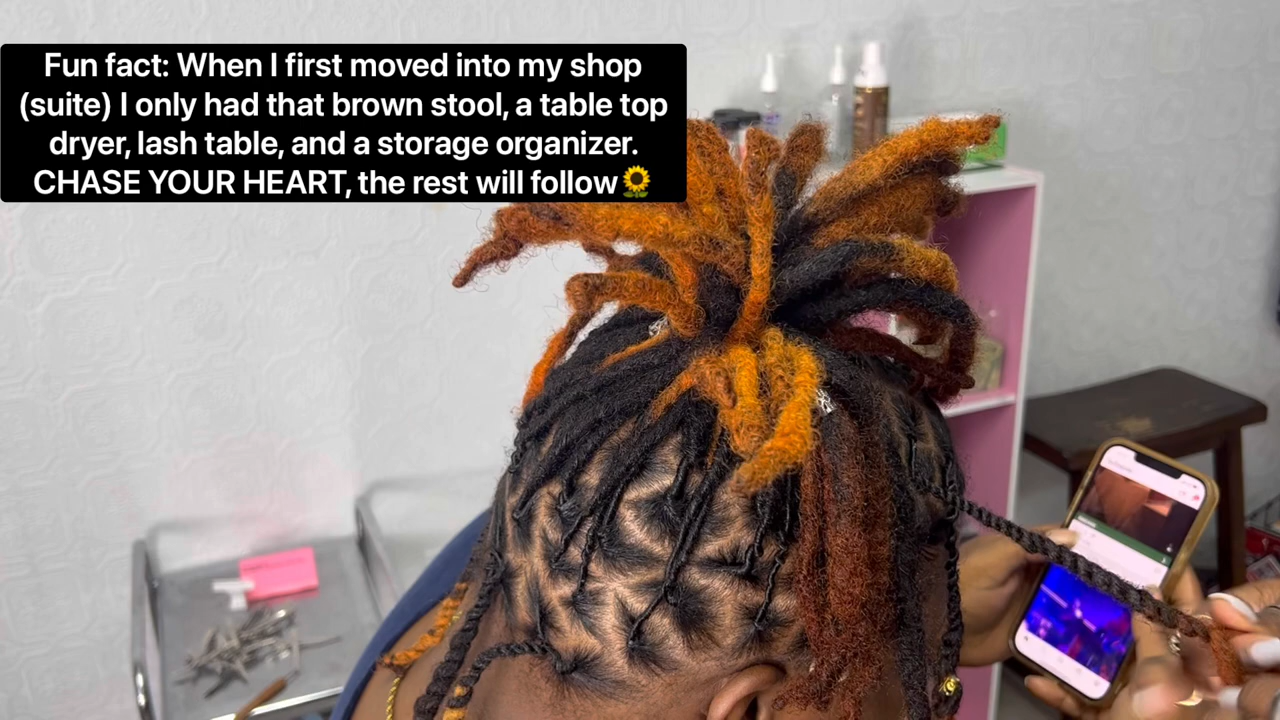 Fun fact: When I first moved into my shop
(suite) I only had that brown stool, a table top
dryer, lash table, and a storage organizer.
CHASE YOUR HEART, the rest will follow🌻